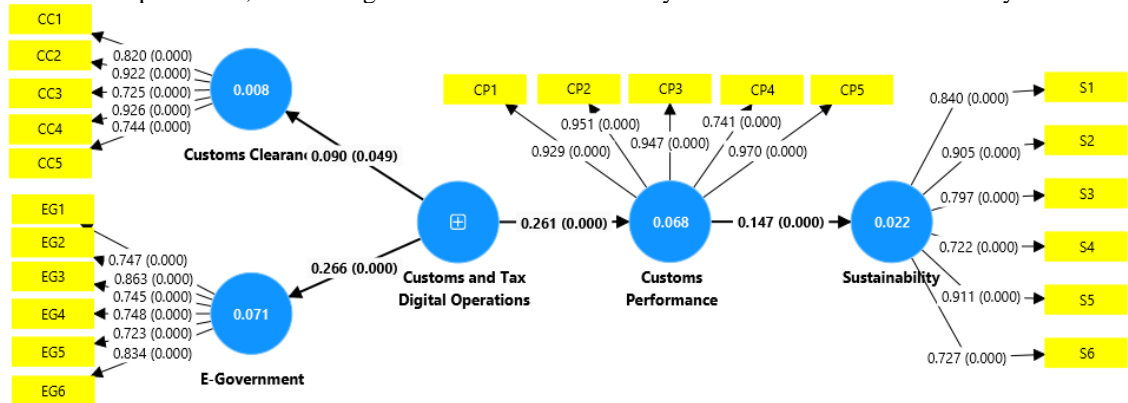 CC1
CC2
CC3
CC4
CC5
0.820 (0.000)
0.922 (0.000)
0.725 (0.000)
0.926 (0.000)
0.744 (0.000)
0.008
Customs Clearanc
0.090 (0.049)
EG1
EG2
EG3
EG4
EG5
EG6
0.747 (0.000)
0.863 (0.000)
0.745 (0.000)
0.748 (0.000)
0.723 (0.000)
0.834 (0.000)
0.071
E-Government
0.266 (0.000)
Customs and Tax
Digital Operations
0.261 (0.000)
CP1
CP2
CP3
CP4
CP5
0.929 (0.000)
0.951 (0.000)
0.947 (0.000)
0.741 (0.000)
0.970 (0.000)
0.068
Customs
Performance
0.147 (0.000)
0.022
Sustainability
0.840 (0.000)
0.905 (0.000)
0.797 (0.000)
0.722 (0.000)
0.911 (0.000)
0.727 (0.000)
S1
S2
S3
S4
S5
S6